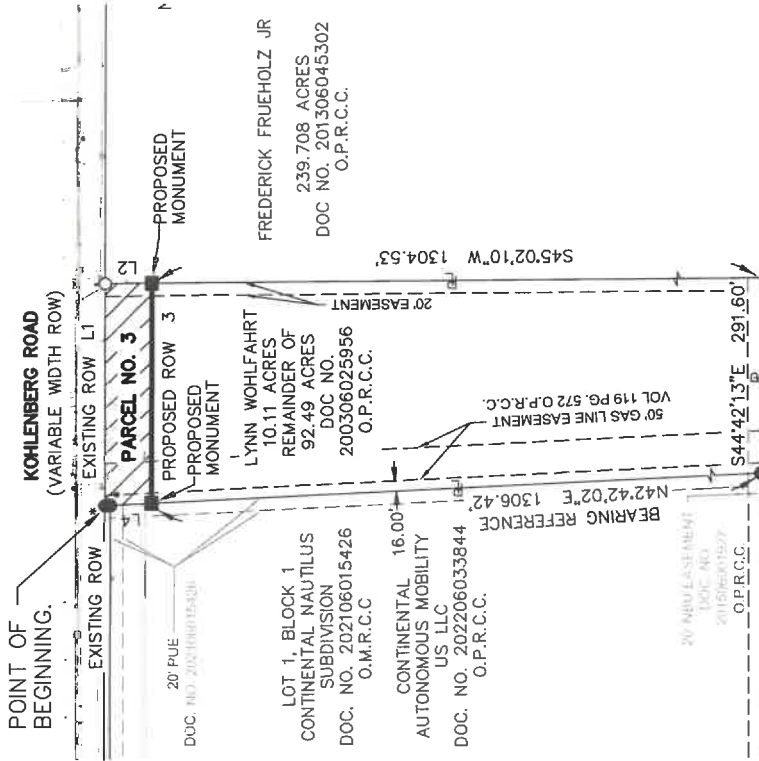 POINT OF
BEGINNING.
KOHLENBERG ROAD
(VARIABLE WIDTH ROW)
EXISTING ROW
*
EXISTING ROW L1
L4
PARCEL NO. 3
L2
PROPOSED
MONUMENT
PROPOSED ROW 3
PROPOSED
MONUMENT
20' PUE
DOC. NO. 202106015426
LYNN WOHLFAHRT
10.11 ACRES
REMAINDER OF
92.49 ACRES
DOC NO.
200306025956
O.P.R.C.C.
20' EASEMENT
FREDERICK FRUEHOLZ JR
239.708 ACRES
DOC NO. 201306045302
O.P.R.C.C.
LOT 1, BLOCK 1
CONTINENTAL NAUTILUS
SUBDIVISION
DOC. NO. 202106015426
O.M.R.C.C
CONTINENTAL
AUTONOMOUS MOBILITY
US LLC
DOC NO. 202206033844
O.P.R.C.C.
16.00'
50' GAS LINE EASEMENT
VOL 119 PG. 572 O.P.R.C.C.
S45°02'10"W 1304.53'
BEARING REFERENCE
N42°42'02"E 1306.42'
S44°42'13"E 291.60'
20' NBU EASEMENT
DOC. NO.
O.P.R.C.C.